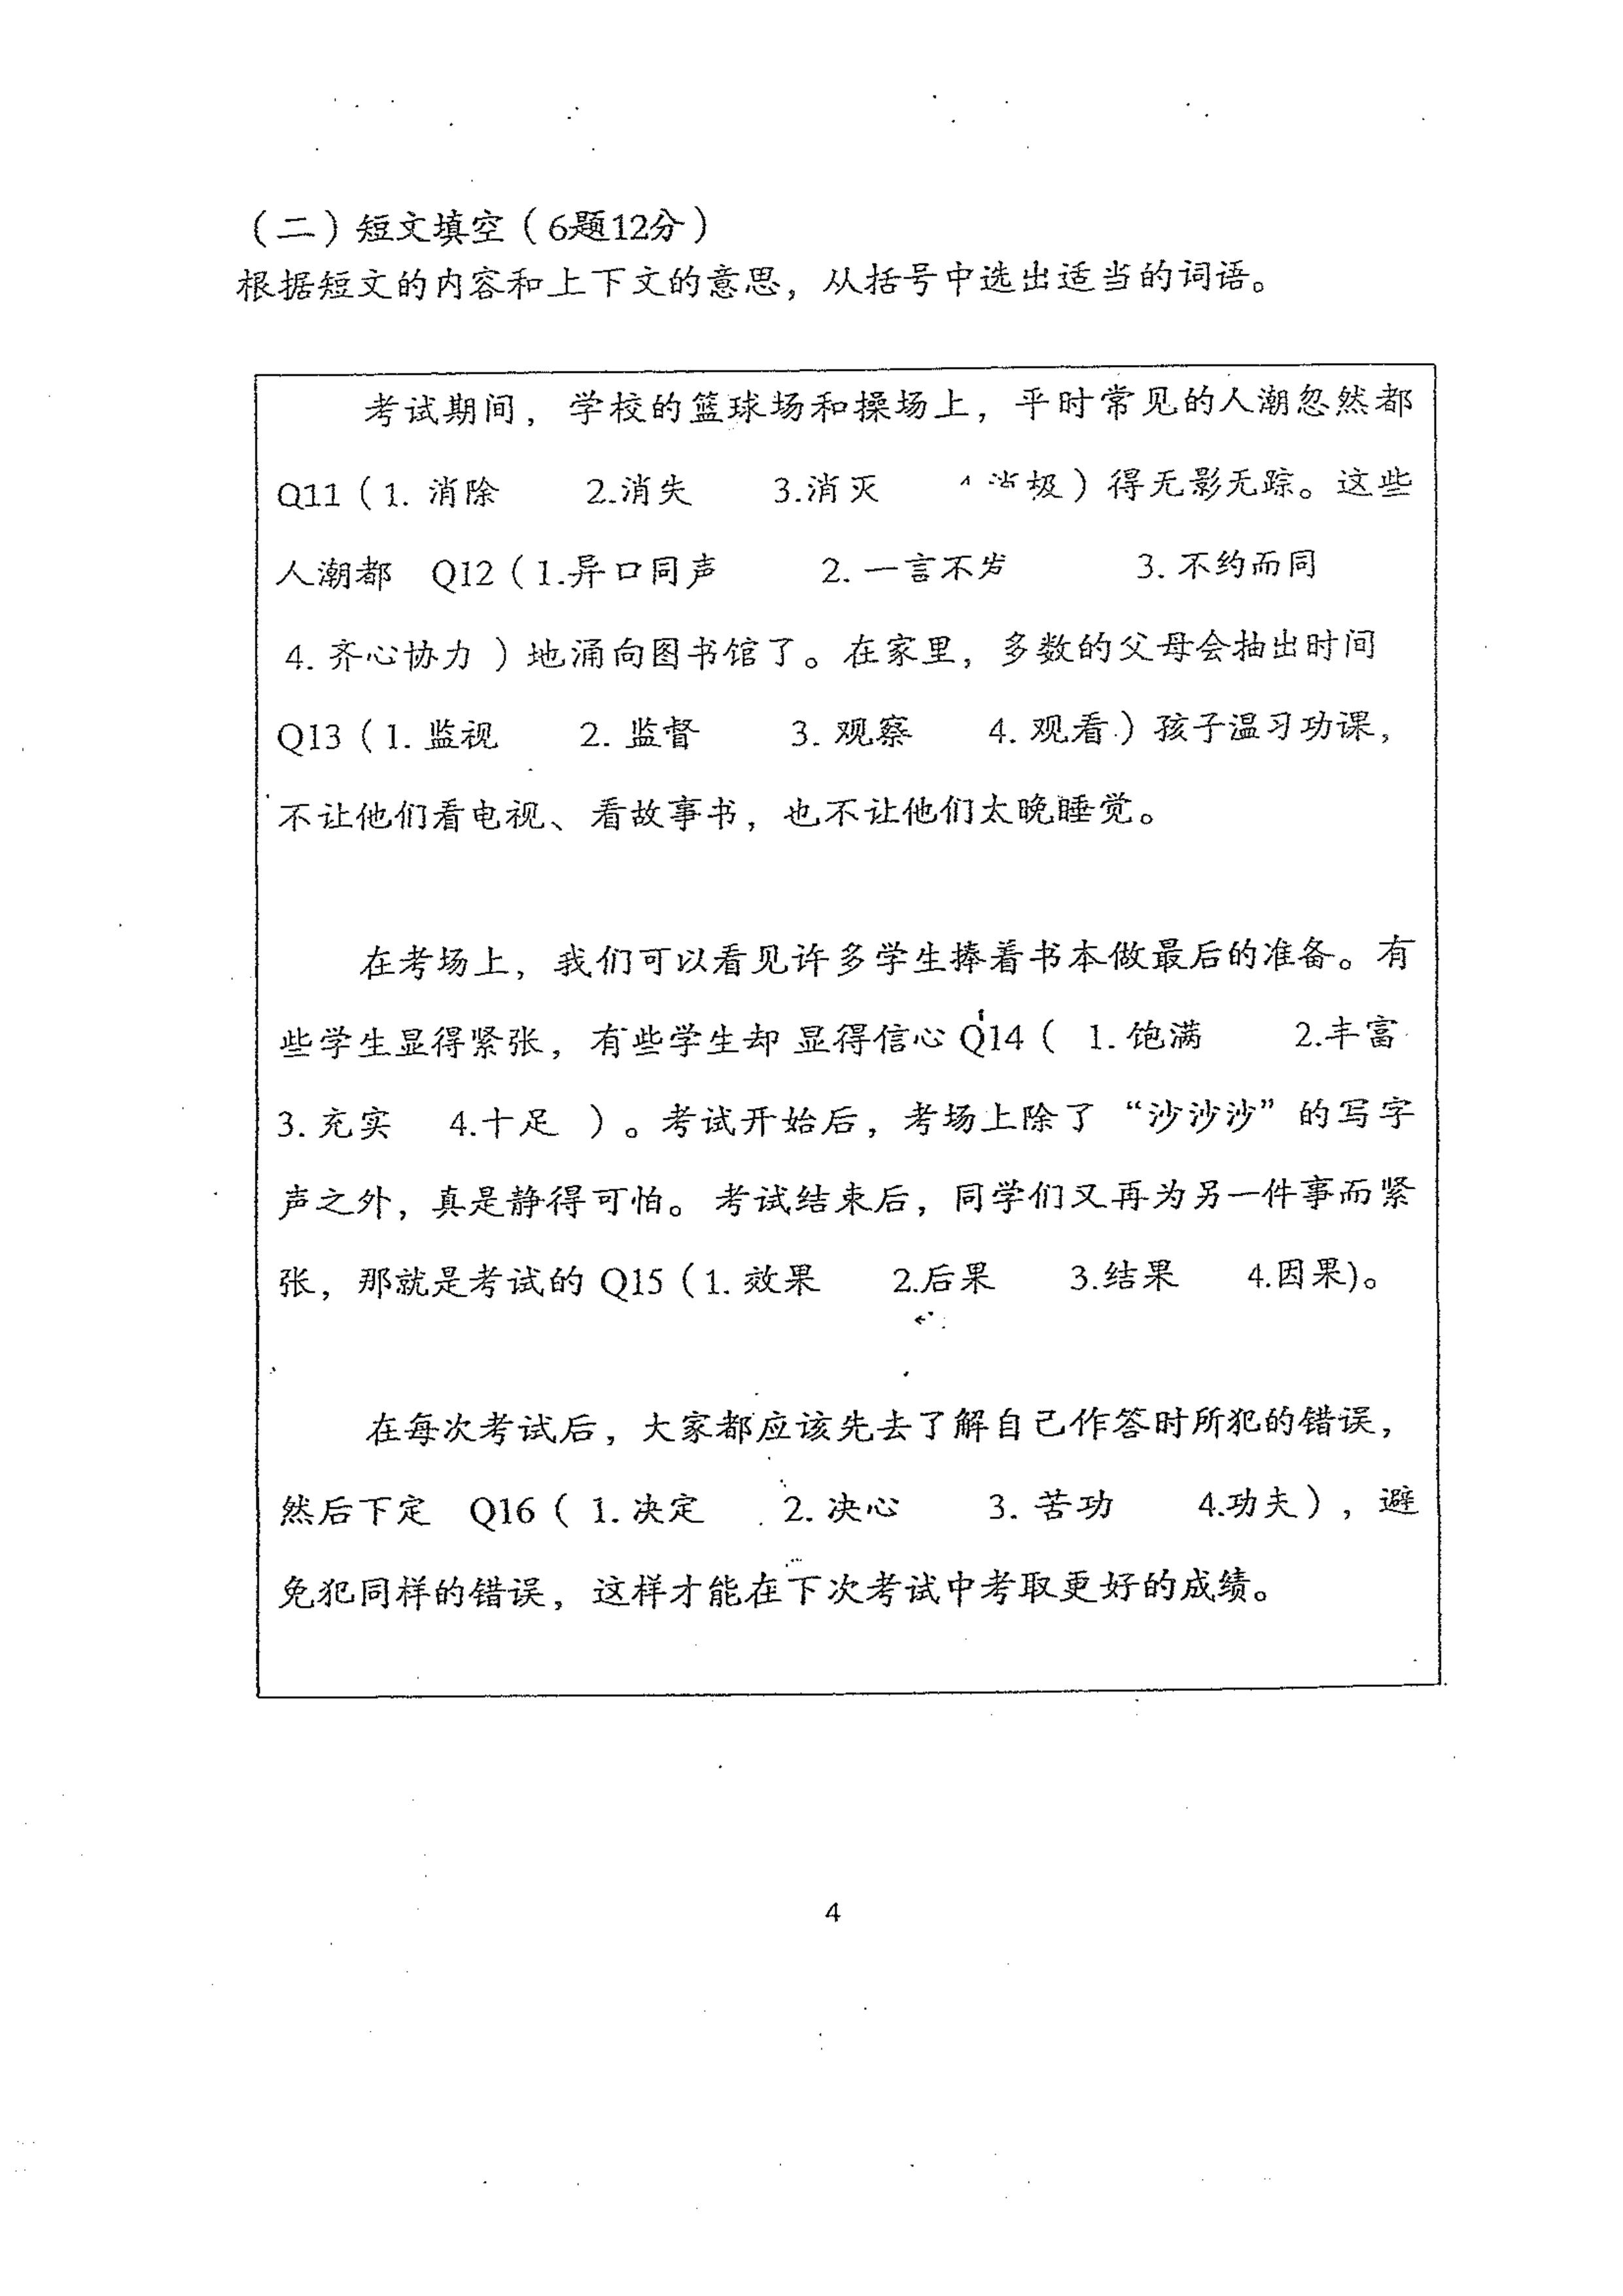 （二）短文填空（6题12分）
根据短文的内容和上下文的意思，从括号中选出适当的词语。
考试期间，学校的篮球场和操场上，平时常见的人潮忽然都
Q11（1. 消除 2.消失 3.消灭 极）得无影无踪。这些
人潮都 Q12（1.异口同声 2. 一言不发 3. 不约而同
4. 齐心协力 ）地涌向图书馆了。在家里，多数的父母会抽出时间
Q13（1. 监视 2. 监督 3. 观察 4. 观看）孩子温习功课，
不让他们看电视、看故事书，也不让他们太晚睡觉。
在考场上，我们可以看见许多学生捧着书本做最后的准备。有
些学生显得紧张，有些学生却 显得信心 Q14（ 1. 饱满 2.丰富
3. 充实 4.十足 ）。考试开始后，考场上除了“沙沙沙”的写字
声之外，真是静得可怕。考试结束后，同学们又再为另一件事而紧
张，那就是考试的 Q15（1. 效果 2.后果 3.结果 4.因果)。
在每次考试后，大家都应该先去了解自己作答时所犯的错误，
然后下定 Q16（ 1. 决定 2. 决心 3. 苦功 4.功夫），避
免犯同样的错误，这样才能在下次考试中考取更好的成绩。
4